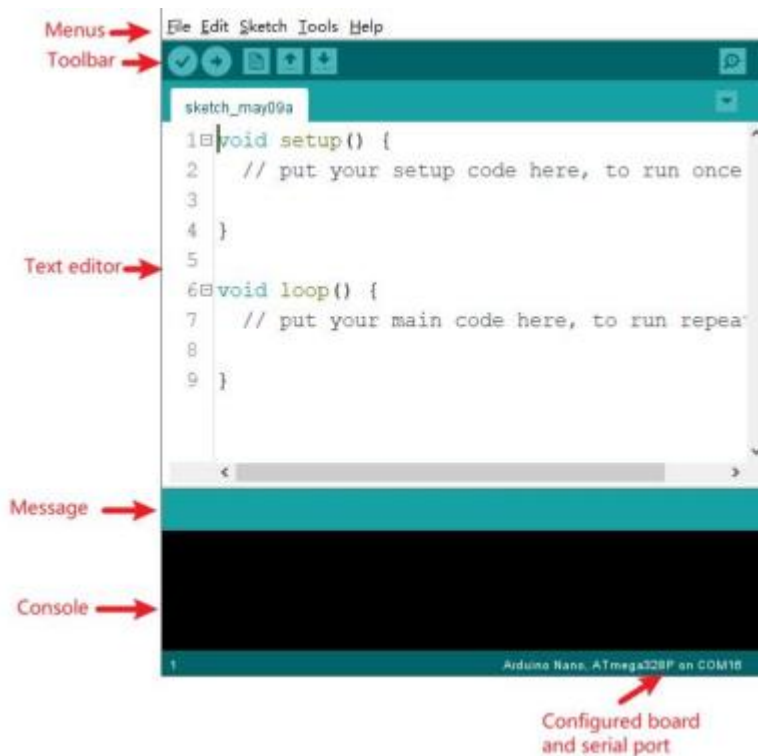 Menus
File Edit Sketch Tools Help
Toolbar
sketch_may09a
1 void setup() {
2 // put your setup code here, to run once
3
4 }
5
Text editor
6 void loop() {
7 // put your main code here, to run repea
8
9 }
Message
Console
1 Arduino Nano, ATmega328P on COM16
Configured board
and serial port